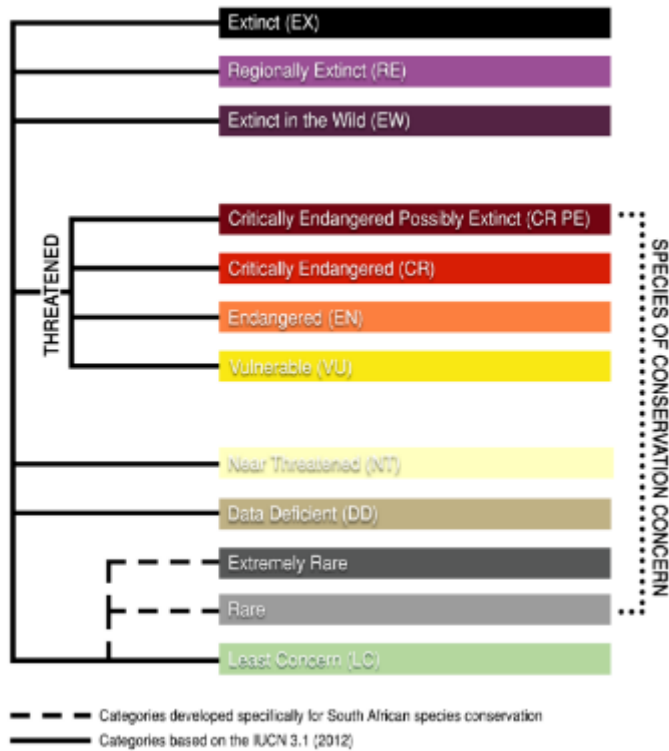 Extinct (EX)
Regionally Extinct (RE)
Extinct in the Wild (EW)
THREATENED
Critically Endangered Possibly Extinct (CR PE)
Critically Endangered (CR)
Endangered (EN)
Vulnerable (VU)
SPECIES OF CONSERVATION CONCERN
Near Threatened (NT)
Data Deficient (DD)
Extremely Rare
Rare
Least Concern (LC)
Categories developed specifically for South African species conservation
Categories based on the IUCN 3.1 (2012)